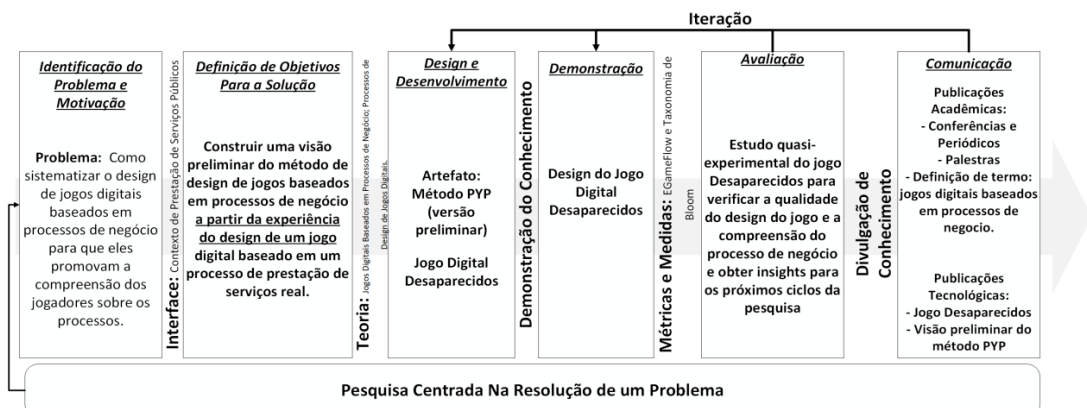 Iteração
Identificação do
Problema e
Motivação
Problema: Como
sistematizar o design
de jogos digitais
baseados em
processos de negócio
para que eles
promovam a
compreensão dos
jogadores sobre os
processos.
Interface: Contexto de Prestação de Serviços Públicos
Definição de Objetivos
Para a Solução
Construir uma visão
preliminar do método de
design de jogos baseados
em processos de negócio
a partir da experiência
do design de um jogo
digital baseado em um
processo de prestação de
serviços real.
Teoria: Jogos Digitais Baseados em Processos de Negócio; Processos de
Design de Jogos Digitais.
Design e
Desenvolvimento
Artefato:
Método PYP
(versão
preliminar)
Jogo Digital
Desaparecidos
Demonstração do Conhecimento
Demonstração
Design do Jogo
Digital
Desaparecidos
Métricas e Medidas: EGameFlow e Taxonomia de
Bloom
Avaliação
Estudo quasi-
experimental do jogo
Desaparecidos para
verificar a qualidade
do design do jogo e a
compreensão do
processo de negócio
e obter insights para
os próximos ciclos da
pesquisa
Divulgação de
Conhecimento
Comunicação
Publicações
Acadêmicas:
- Conferências e
Periódicos
- Palestras
- Definição de termo:
jogos digitais baseados
em processos de
negocio.
Publicações
Tecnológicas:
- Jogo Desaparecidos
- Visão preliminar do
método PYP
Pesquisa Centrada Na Resolução de um Problema